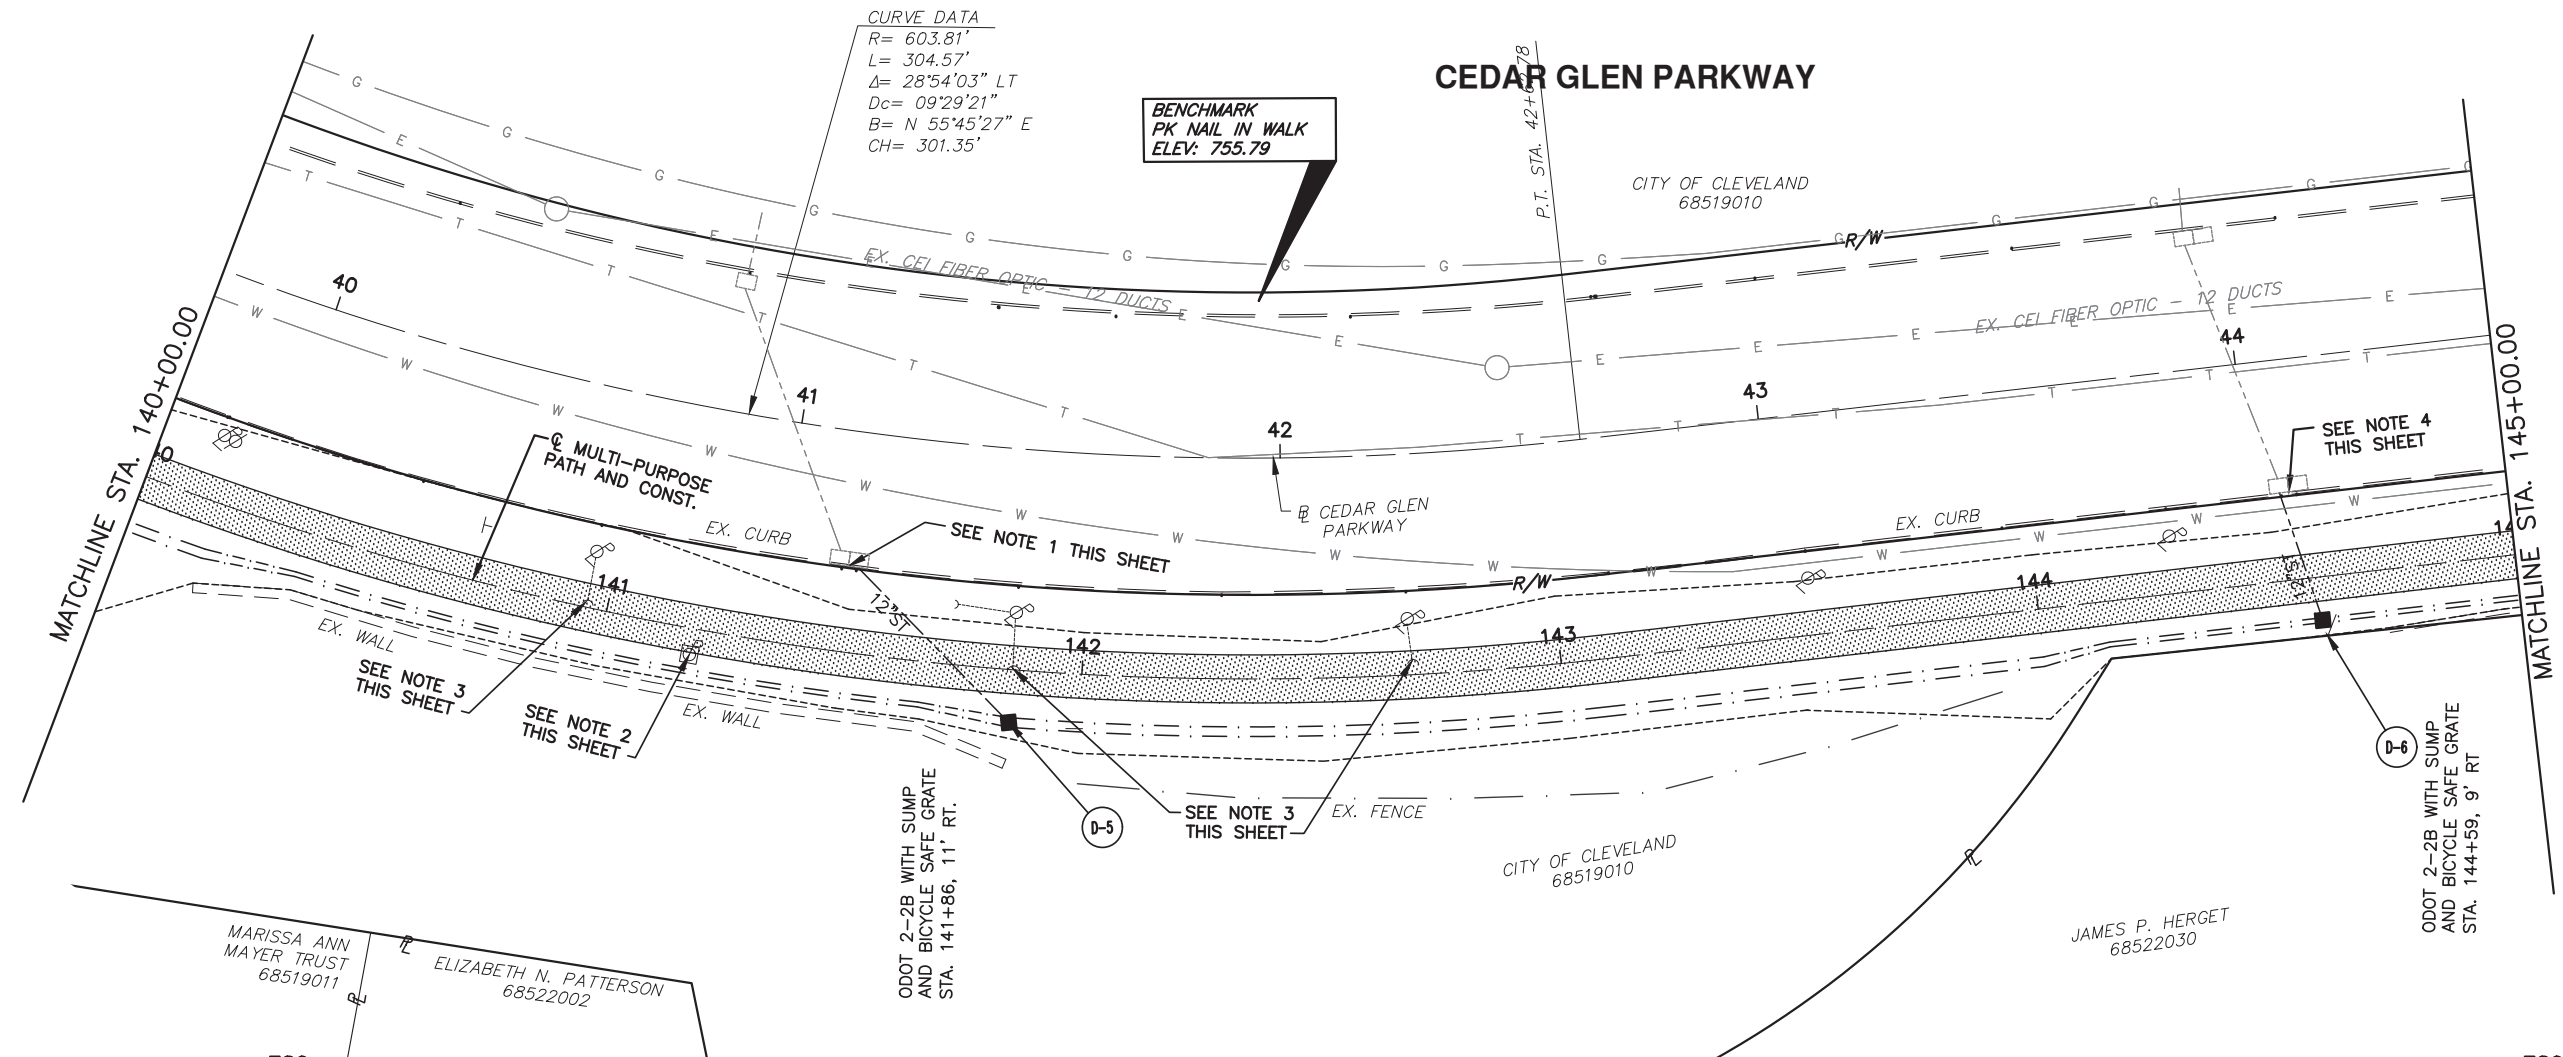 CURVE DATA
R= 603.81'
L= 304.57'
Δ= 28°54'03" LT
Dc= 09°29'21"
B= N 55°45'27" E
CH= 301.35'
CEDAR GLEN PARKWAY
BENCHMARK
PK NAIL IN WALK
ELEV: 755.79
P.T. STA.
CITY OF CLEVELAND
68519010
R/W
EX. CEI FIBER OPTIC - 12 DUCTS
EX. CEI FIBER OPTIC - 12 DUCTS
40
41
42
43
44
MATCHLINE STA. 140+00.00
MATCHLINE STA. 145+00.00
℄ MULTI-PURPOSE
PATH AND CONST.
EX. CURB
SEE NOTE 1 THIS SHEET
BL CEDAR GLEN
PARKWAY
EX. CURB
SEE NOTE 4
THIS SHEET
R/W
141
142
143
144
12" ST
12" ST
EX. WALL
SEE NOTE 3
THIS SHEET
SEE NOTE 2
THIS SHEET
EX. WALL
ODOT 2-2B WITH SUMP
AND BICYCLE SAFE GRATE
STA. 141+86, 11' RT.
D-5
SEE NOTE 3
THIS SHEET
EX. FENCE
CITY OF CLEVELAND
68519010
D-6
ODOT 2-2B WITH SUMP
AND BICYCLE SAFE GRATE
STA. 144+59, 9' RT
JAMES P. HERGET
68522030
MARISSA ANN
MAYER TRUST
68519011
ELIZABETH N. PATTERSON
68522002